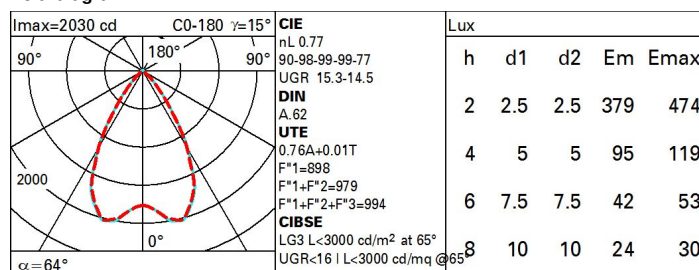 Imax=2030 cd C0-180 γ=15°
90° 180° 90°
2000
0°
α=64°
CIE
nL 0.77
90-98-99-99-77
UGR 15.3-14.5
DIN
A.62
UTE
0.76A+0.01T
F"1=898
F"1+F"2=979
F"1+F"2+F"3=994
CIBSE
LG3 L<3000 cd/m² at 65°
UGR<16 | L<3000 cd/mq @65°
Lux
h d1 d2 Em Emax
2 2.5 2.5 379 474
4 5 5 95 119
6 7.5 7.5 42 53
8 10 10 24 30